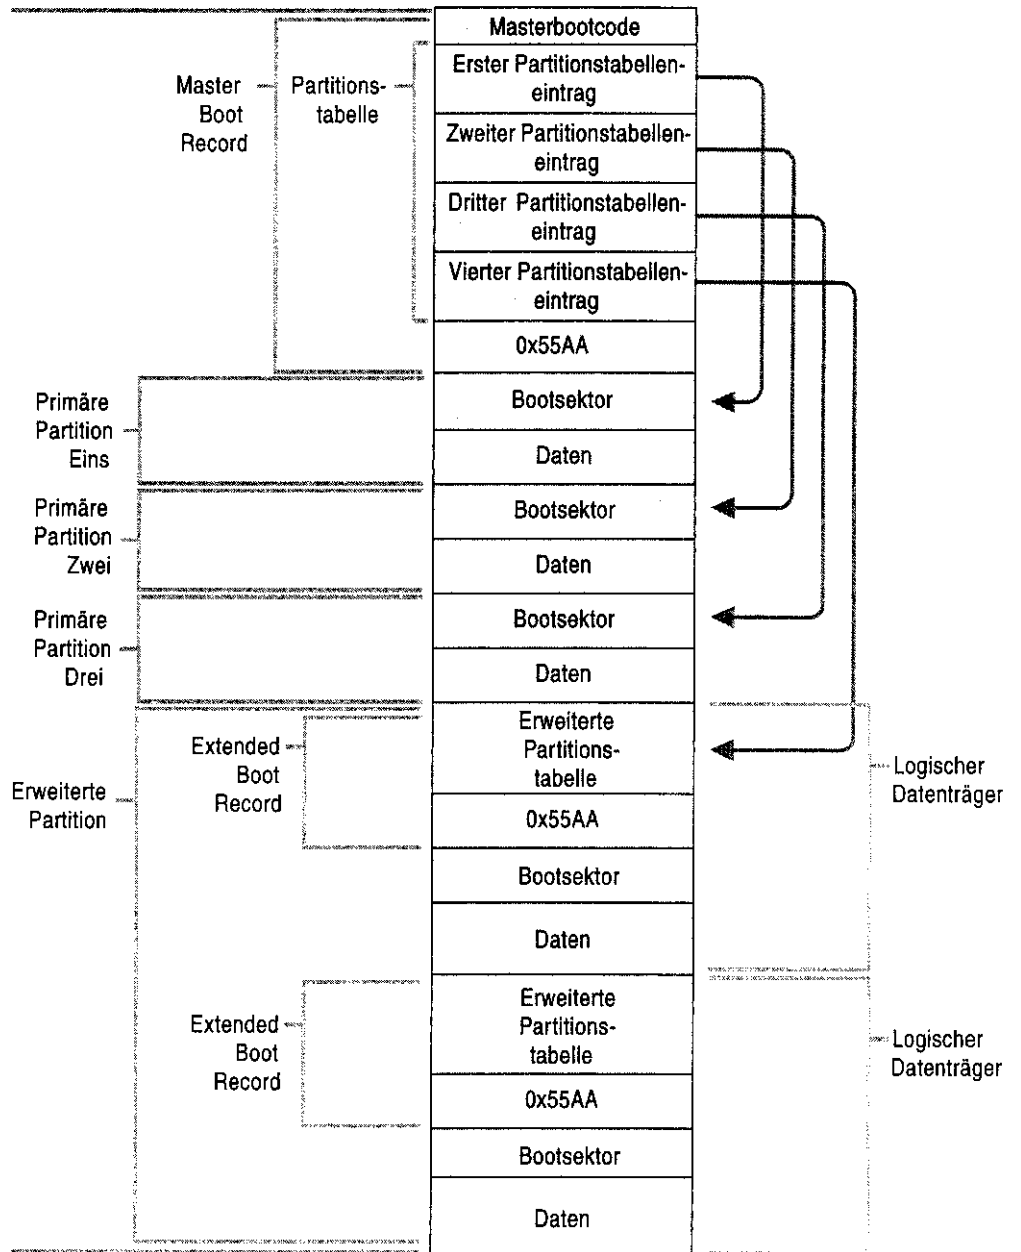 Masterbootcode
Erster Partitionstabellen-
eintrag
Master
Boot
Record
Partitions-
tabelle
Zweiter Partitionstabellen-
eintrag
Dritter Partitionstabellen-
eintrag
Vierter Partitionstabellen-
eintrag
0x55AA
Primäre
Partition
Eins
Bootsektor
Daten
Primäre
Partition
Zwei
Bootsektor
Daten
Primäre
Partition
Drei
Bootsektor
Daten
Erweiterte
Partition
Extended
Boot
Record
Erweiterte
Partitions-
tabelle
Logischer
Datenträger
0x55AA
Bootsektor
Daten
Extended
Boot
Record
Erweiterte
Partitions-
tabelle
Logischer
Datenträger
0x55AA
Bootsektor
Daten